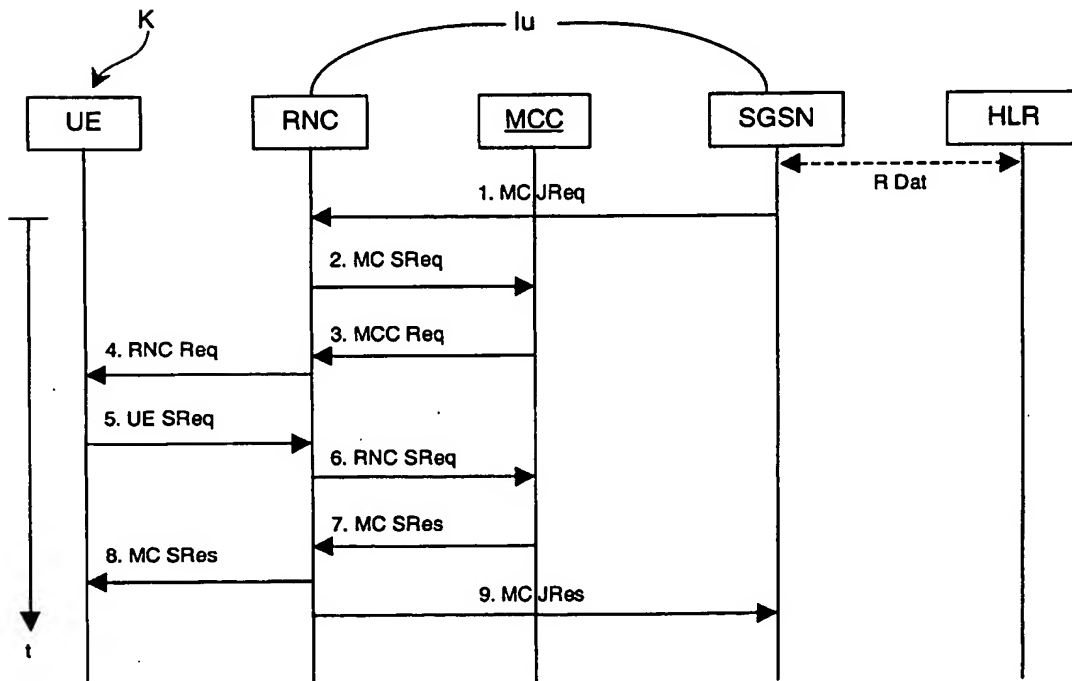 K
Iu
UE
RNC
MCC
SGSN
HLR
R Dat
1. MC JReq
2. MC SReq
3. MCC Req
4. RNC Req
5. UE SReq
6. RNC SReq
7. MC SRes
8. MC SRes
9. MC JRes
t